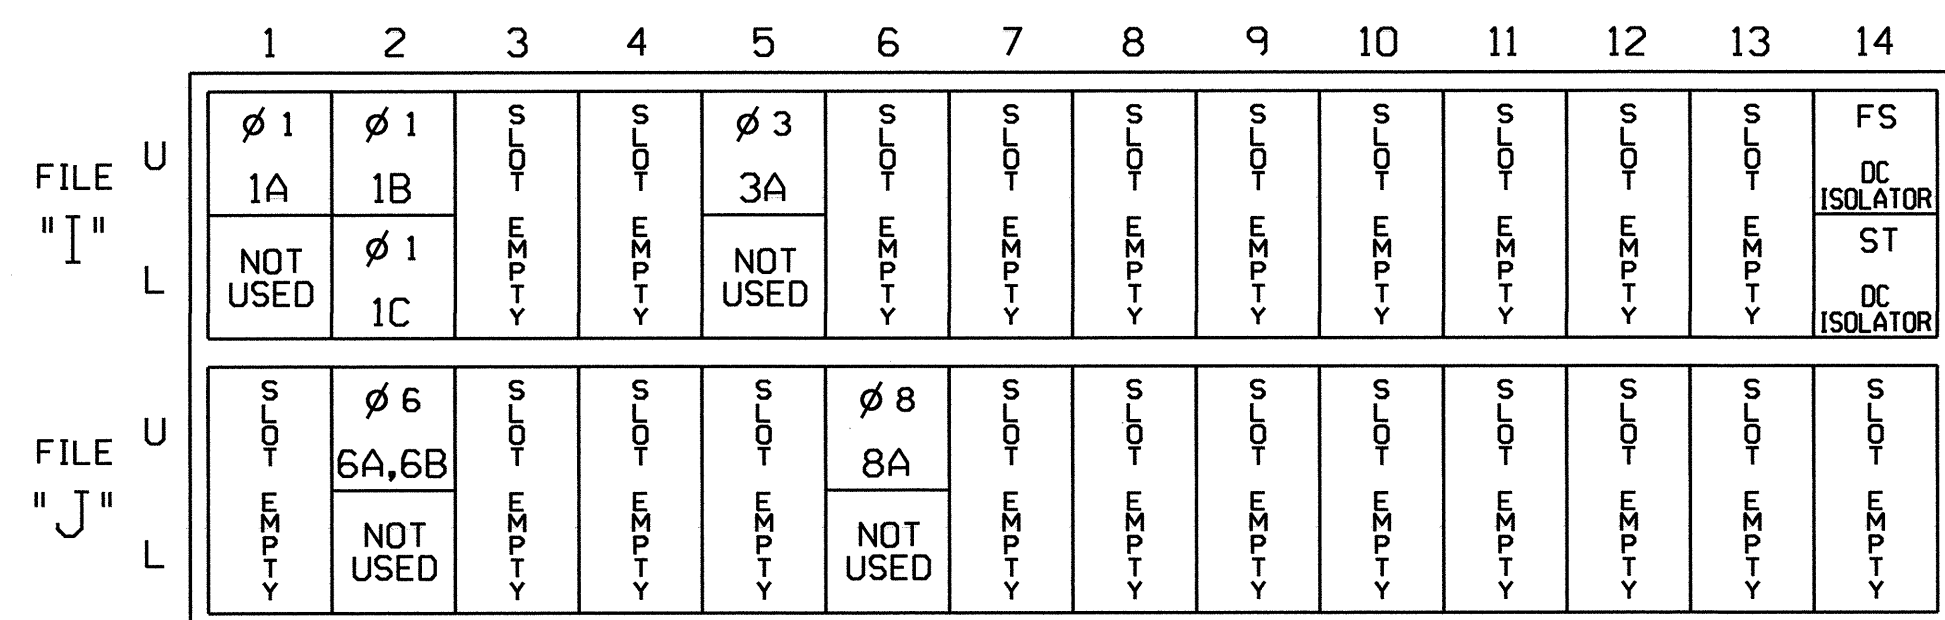 1 2 3 4 5 6 7 8 9 10 11 12 13 14
FILE "I"
U
Ø 1 Ø 1 SLOT EMPTY SLOT EMPTY Ø 3 SLOT EMPTY SLOT EMPTY SLOT EMPTY SLOT EMPTY SLOT EMPTY SLOT EMPTY SLOT EMPTY SLOT EMPTY FS
1A 1B 3A DC ISOLATOR
L
NOT USED Ø 1 NOT USED ST
1C DC ISOLATOR
FILE "J"
U
SLOT EMPTY Ø 6 SLOT EMPTY SLOT EMPTY SLOT EMPTY Ø 8 SLOT EMPTY SLOT EMPTY SLOT EMPTY SLOT EMPTY SLOT EMPTY SLOT EMPTY SLOT EMPTY SLOT EMPTY
6A,6B 8A
L
NOT USED NOT USED